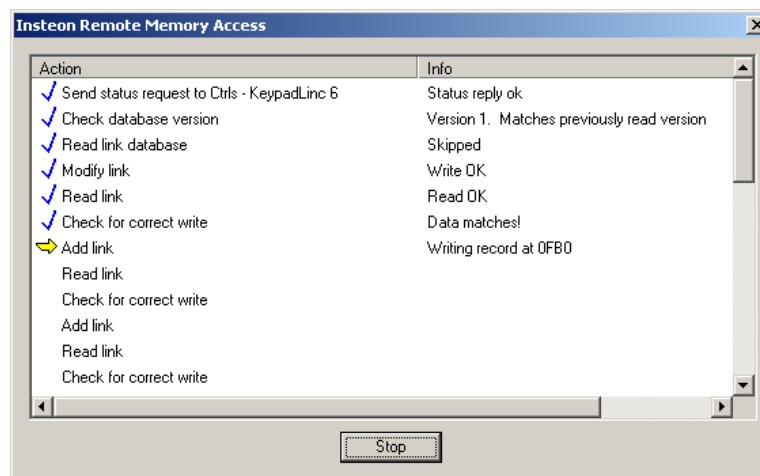 Insteon Remote Memory Access
Action Info
Send status request to Ctrls - KeypadLinc 6 Status reply ok
Check database version Version 1. Matches previously read version
Read link database Skipped
Modify link Write OK
Read link Read OK
Check for correct write Data matches!
Add link Writing record at 0FB0
Read link
Check for correct write
Add link
Read link
Check for correct write
Stop